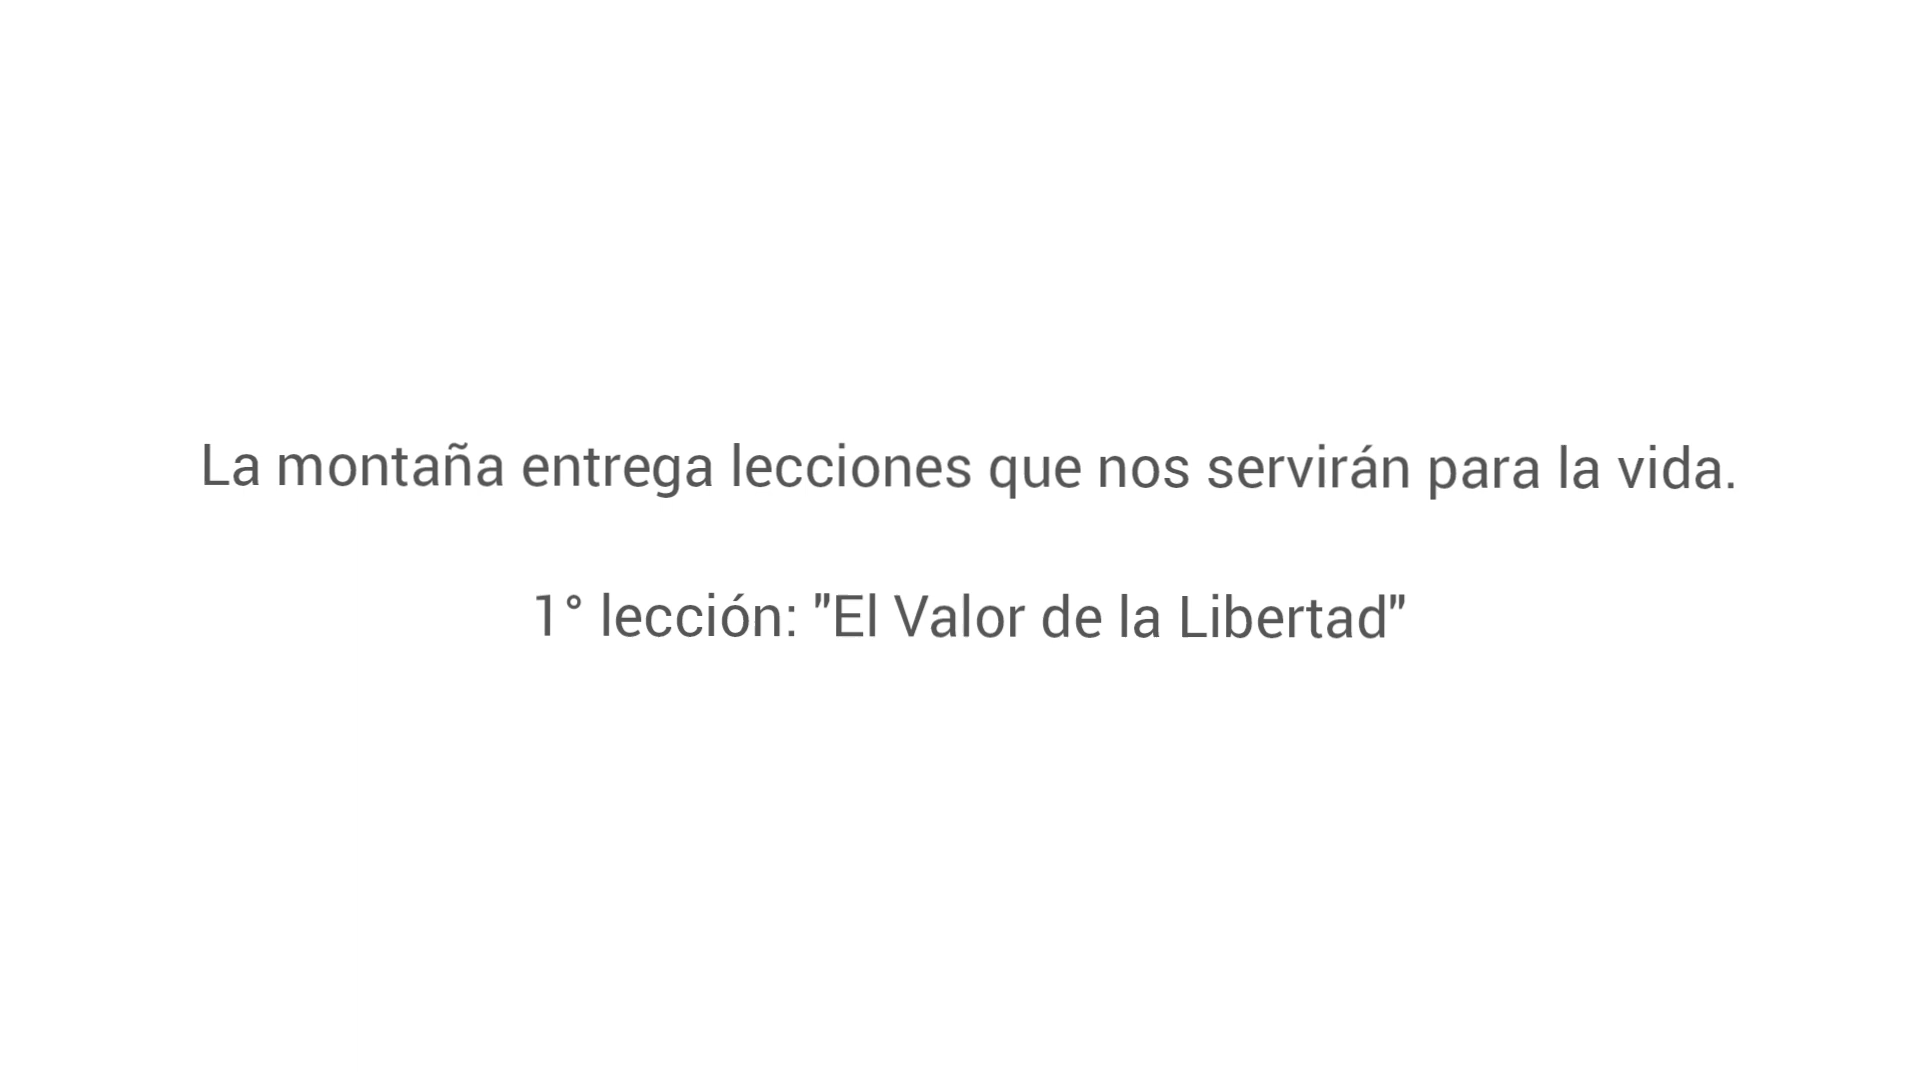 La montaña entrega lecciones que nos servirán para la vida.
1° lección: "El Valor de la Libertad"